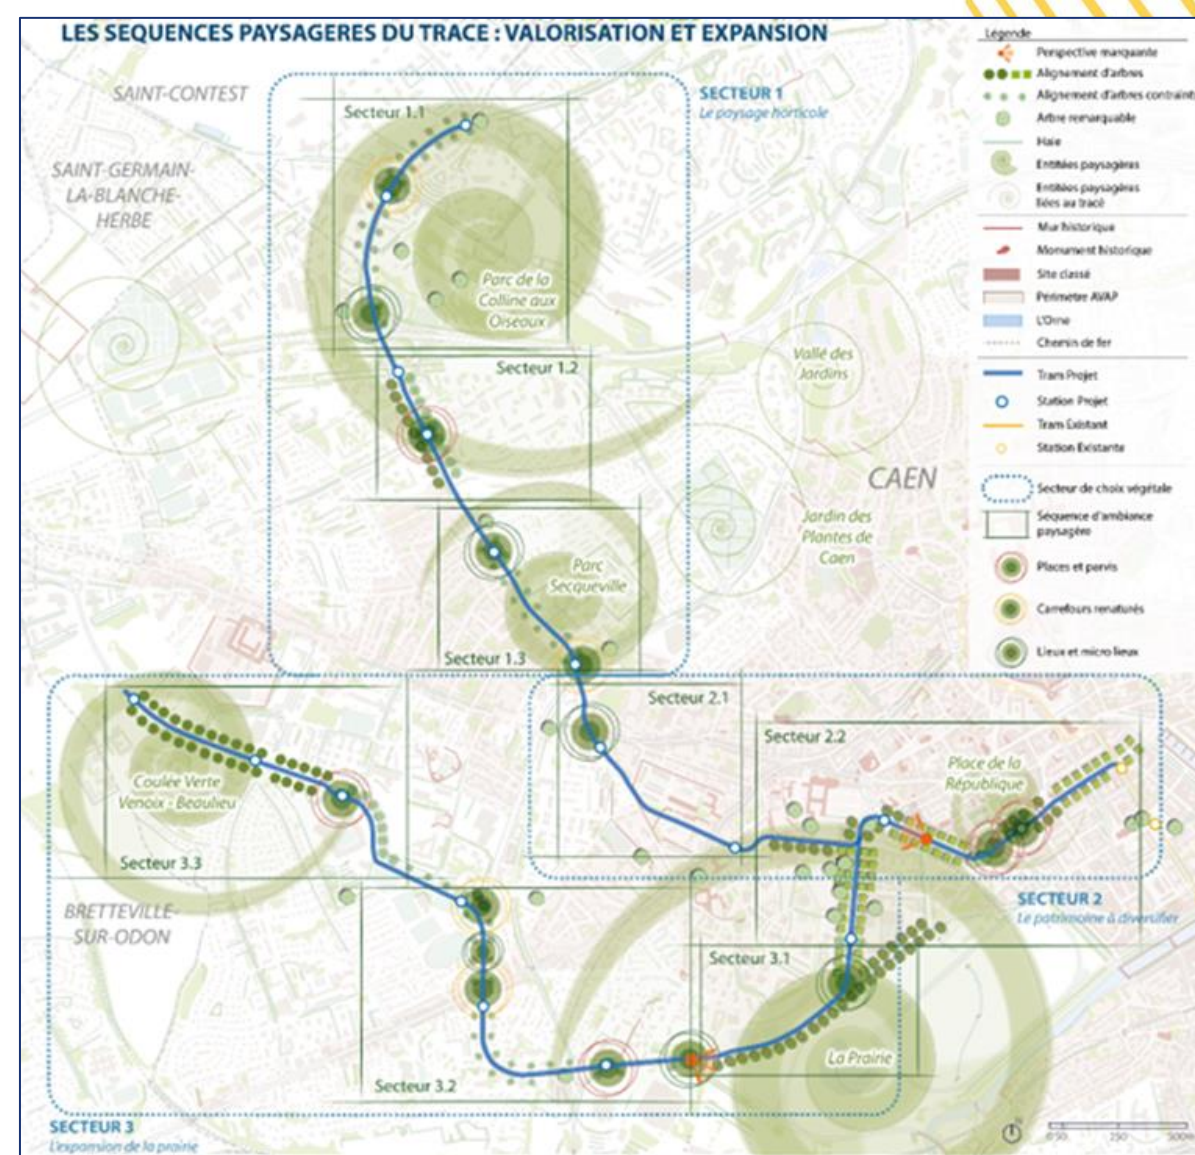 LES SEQUENCES PAYSAGERES DU TRACE : VALORISATION ET EXPANSION
SAINT-CONTEST
SAINT-GERMAIN-
LA-BLANCHE-
HERBE
SECTEUR 1
Le paysage horticole
Secteur 1.1
Parc de la
Colline aux
Oiseaux
Secteur 1.2
Vallé des
Jardins
CAEN
Jardin des
Plantes de
Caen
Parc
Secqueville
Secteur 1.3
Secteur 2.1
Secteur 2.2
Place de la
République
Coulée Verte
Venoix - Beaulieu
Secteur 3.3
BRETTEVILLE-
SUR-ODON
SECTEUR 2
Le patrimoine à diversifier
Secteur 3.1
La Prairie
Secteur 3.2
SECTEUR 3
L'expansion de la prairie
Légende
Perspective marquante
Alignement d'arbres
Alignement d'arbres contraints
Arbre remarquable
Haie
Entitées paysagères
Entitées paysagères
liées au tracé
Mur historique
Monument historique
Site classé
Périmetre AVAP
L'Orne
Chemin de fer
Tram Projet
Station Projet
Tram Existant
Station Existante
Secteur de choix végétale
Séquence d'ambiance
paysagère
Places et parvis
Carrefours renaturés
Lieux et micro lieux
250